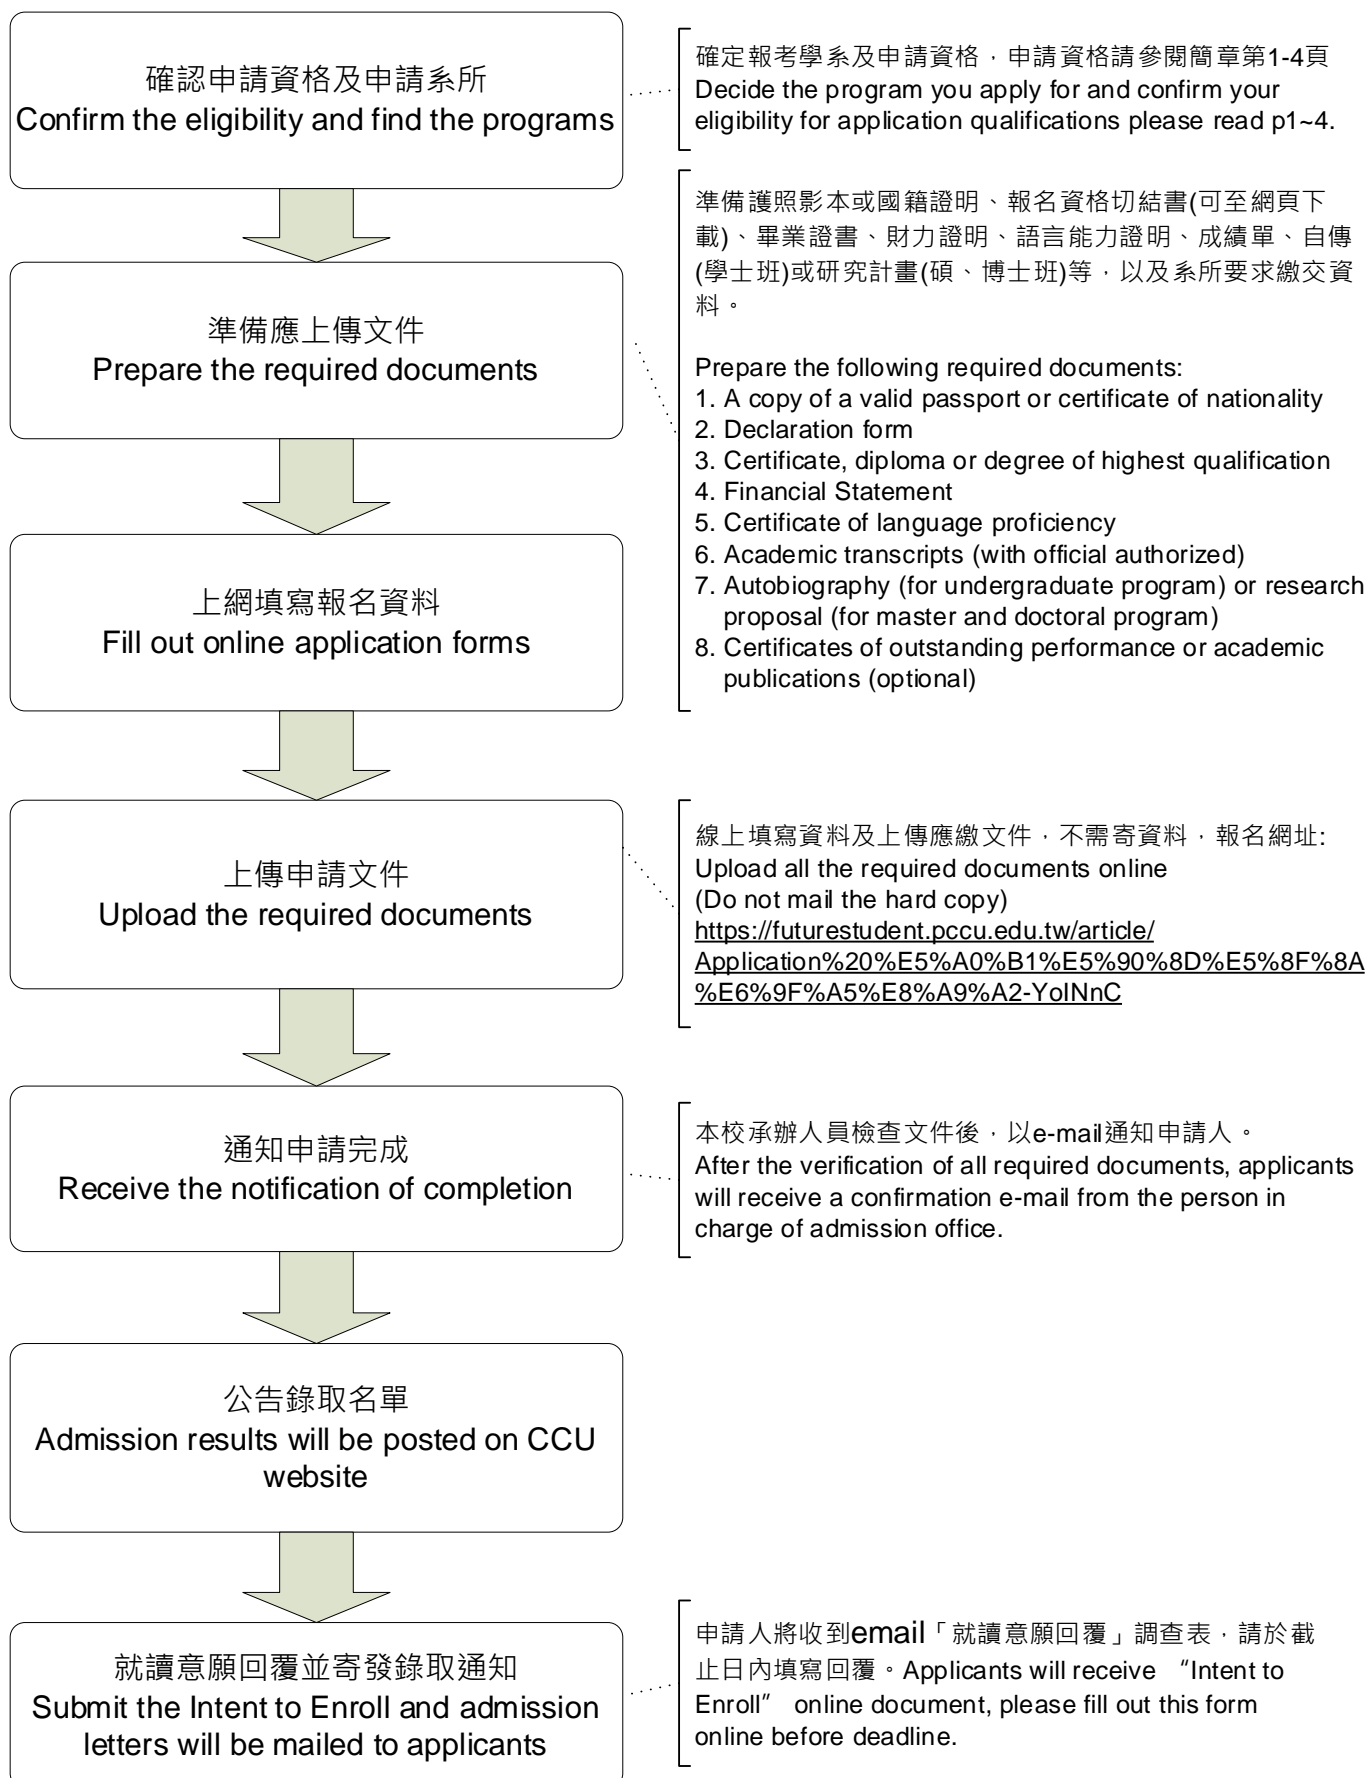 確認申請資格及申請系所
Confirm the eligibility and find the programs
確定報考學系及申請資格，申請資格請參閱簡章第1-4頁
Decide the program you apply for and confirm your
eligibility for application qualifications please read p1~4.
準備應上傳文件
Prepare the required documents
準備護照影本或國籍證明、報名資格切結書(可至網頁下
載)、畢業證書、財力證明、語言能力證明、成績單、自傳
(學士班)或研究計畫(碩、博士班)等，以及系所要求繳交資
料。
Prepare the following required documents:
1. A copy of a valid passport or certificate of nationality
2. Declaration form
3. Certificate, diploma or degree of highest qualification
4. Financial Statement
5. Certificate of language proficiency
6. Academic transcripts (with official authorized)
7. Autobiography (for undergraduate program) or research
proposal (for master and doctoral program)
8. Certificates of outstanding performance or academic
publications (optional)
上網填寫報名資料
Fill out online application forms
上傳申請文件
Upload the required documents
線上填寫資料及上傳應繳文件，不需寄資料，報名網址:
Upload all the required documents online
(Do not mail the hard copy)
https://futurestudent.pccu.edu.tw/article/
Application%20%E5%A0%B1%E5%90%8D%E5%8F%8A
%E6%9F%A5%E8%A9%A2-YoINnC
通知申請完成
Receive the notification of completion
本校承辦人員檢查文件後，以e-mail通知申請人。
After the verification of all required documents, applicants
will receive a confirmation e-mail from the person in
charge of admission office.
公告錄取名單
Admission results will be posted on CCU
website
就讀意願回覆並寄發錄取通知
Submit the Intent to Enroll and admission
letters will be mailed to applicants
申請人將收到email「就讀意願回覆」調查表，請於截
止日內填寫回覆。Applicants will receive “Intent to
Enroll” online document, please fill out this form
online before deadline.